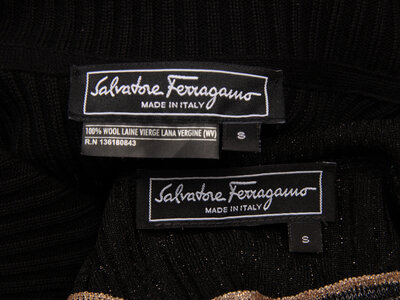 Salvatore Ferragamo
MADE IN ITALY
100% WOOL LAINE VIERGE LANA VERGINE (WV)
R.N 136180843
S
Salvatore Ferragamo
MADE IN ITALY
S